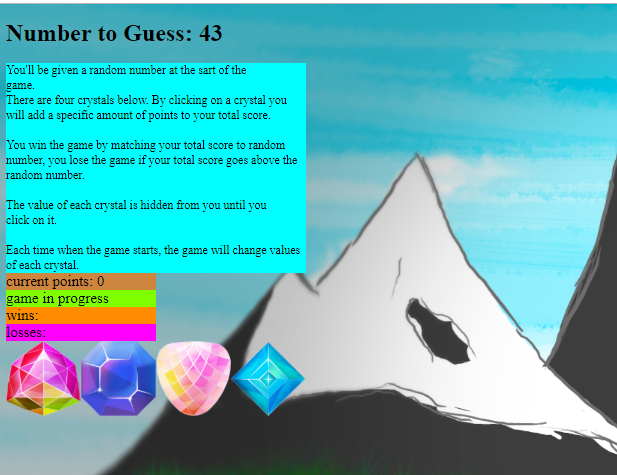 Number to Guess: 43
You'll be given a random number at the sart of the
game.
There are four crystals below. By clicking on a crystal you
will add a specific amount of points to your total score.
You win the game by matching your total score to random
number, you lose the game if your total score goes above the
random number.
The value of each crystal is hidden from you until you
click on it.
Each time when the game starts, the game will change values
of each crystal.
current points: 0
game in progress
wins:
losses: